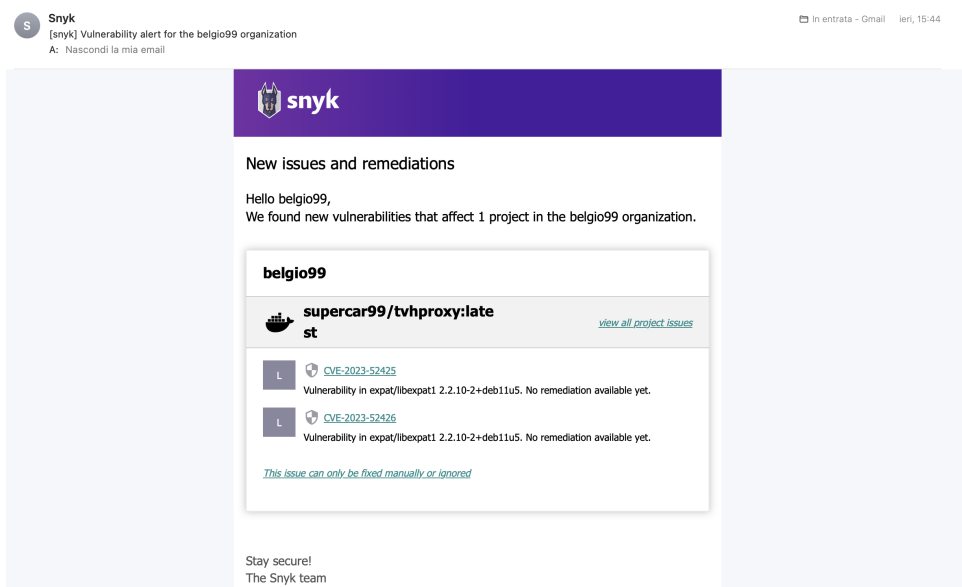 S
Snyk
In entrata - Gmail ieri, 15:44
[snyk] Vulnerability alert for the belgio99 organization
A: Nascondi la mia email
snyk
New issues and remediations
Hello belgio99,
We found new vulnerabilities that affect 1 project in the belgio99 organization.
belgio99
supercar99/tvhproxy:late
st
view all project issues
L
CVE-2023-52425
Vulnerability in expat/libexpat1 2.2.10-2+deb11u5. No remediation available yet.
L
CVE-2023-52426
Vulnerability in expat/libexpat1 2.2.10-2+deb11u5. No remediation available yet.
This issue can only be fixed manually or ignored
Stay secure!
The Snyk team